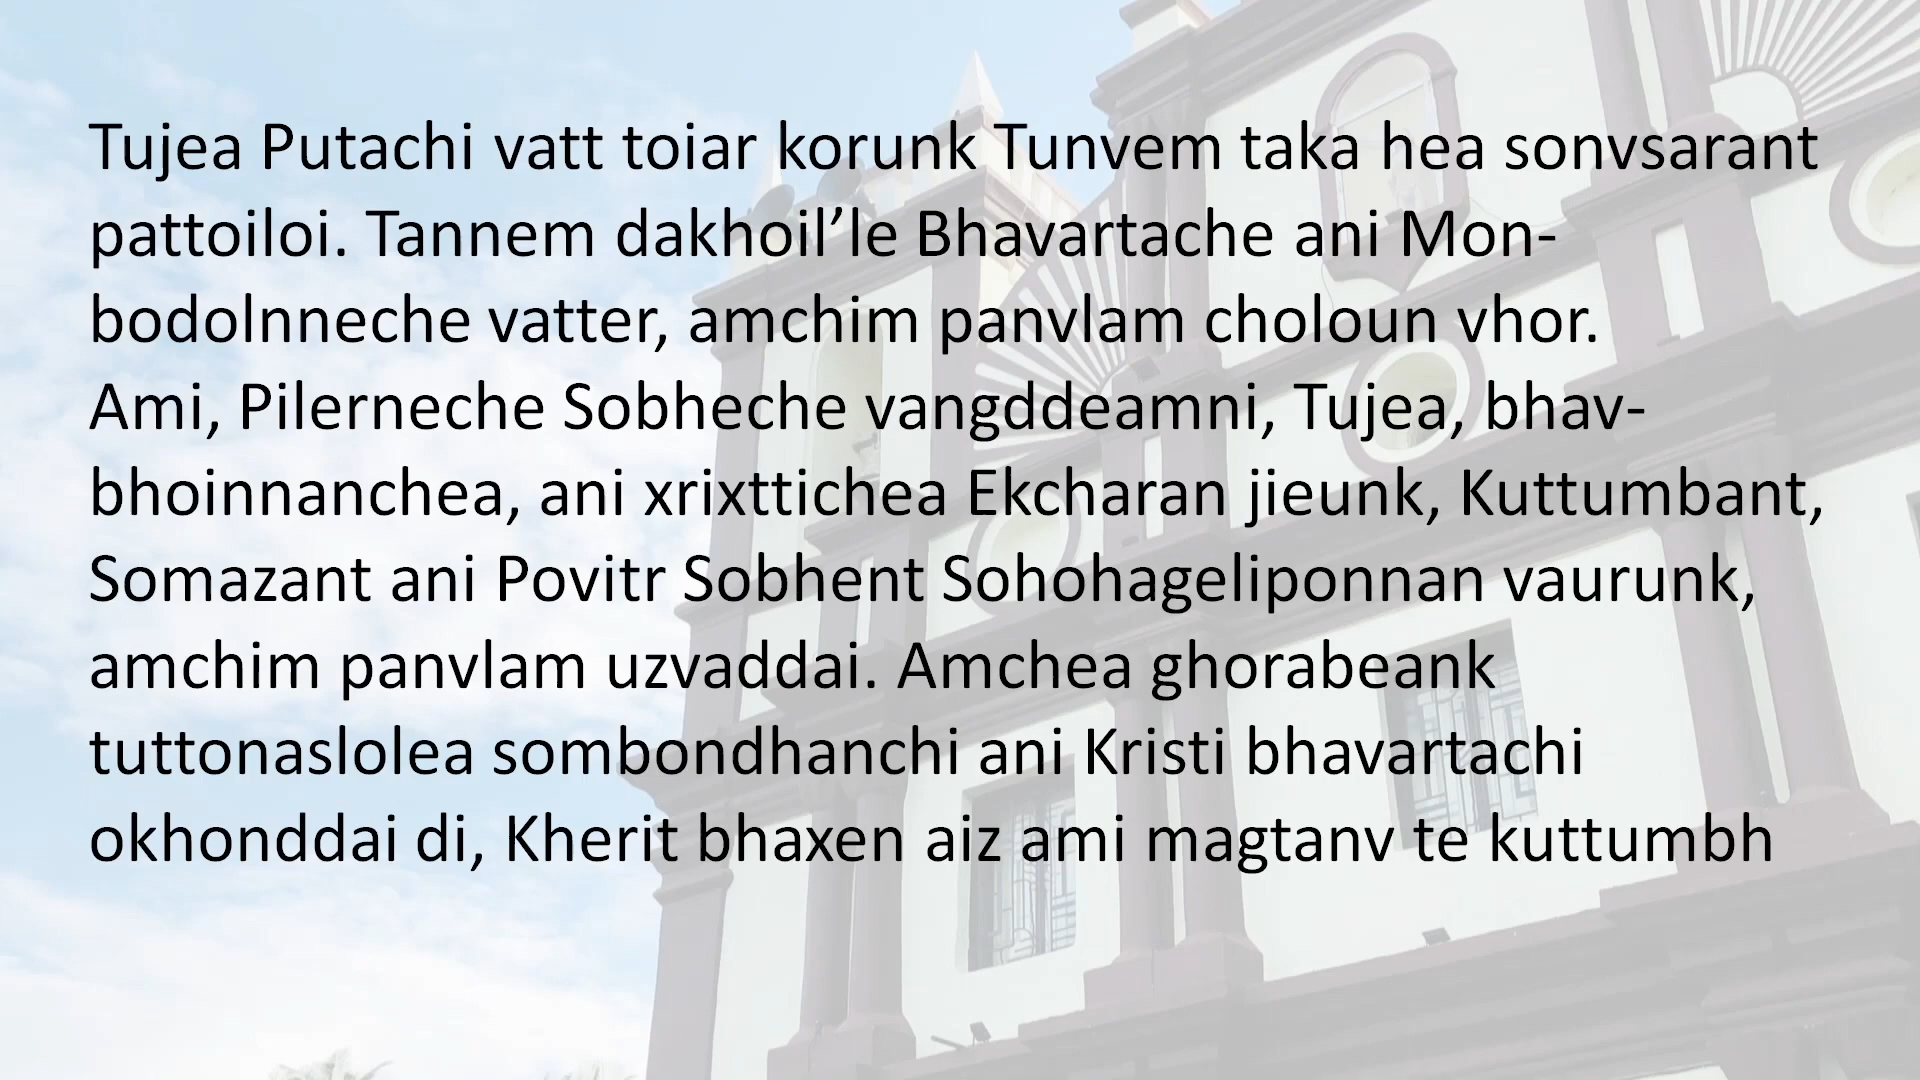 Tujea Putachi vatt toiar korunk Tunvem taka hea sonvsarant
pattoiloi. Tannem dakhoil’le Bhavartache ani Mon-
bodolnneche vatter, amchim panvlam choloun vhor.
Ami, Pilerneche Sobheche vangddeamni, Tujea, bhav-
bhoinnanchea, ani xrixttichea Ekcharan jieunk, Kuttumbant,
Somazant ani Povitr Sobhent Sohohageliponnan vaurunk,
amchim panvlam uzvaddai. Amchea ghorabeank
tuttonaslolea sombondhanchi ani Kristi bhavartachi
okhonddai di, Kherit bhaxen aiz ami magtanv te kuttumbh